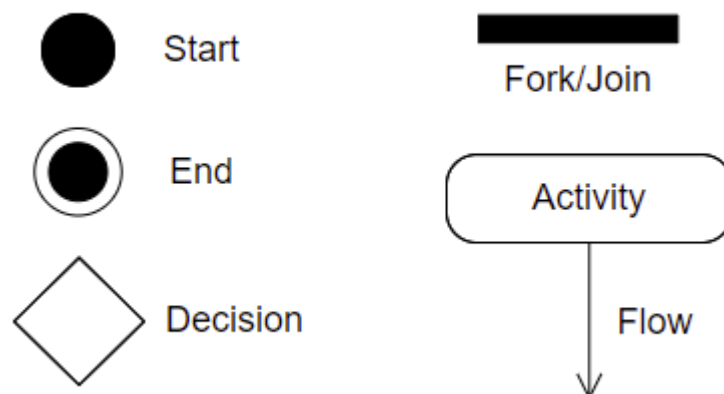 Start
Fork/Join
End
Activity
Decision
Flow